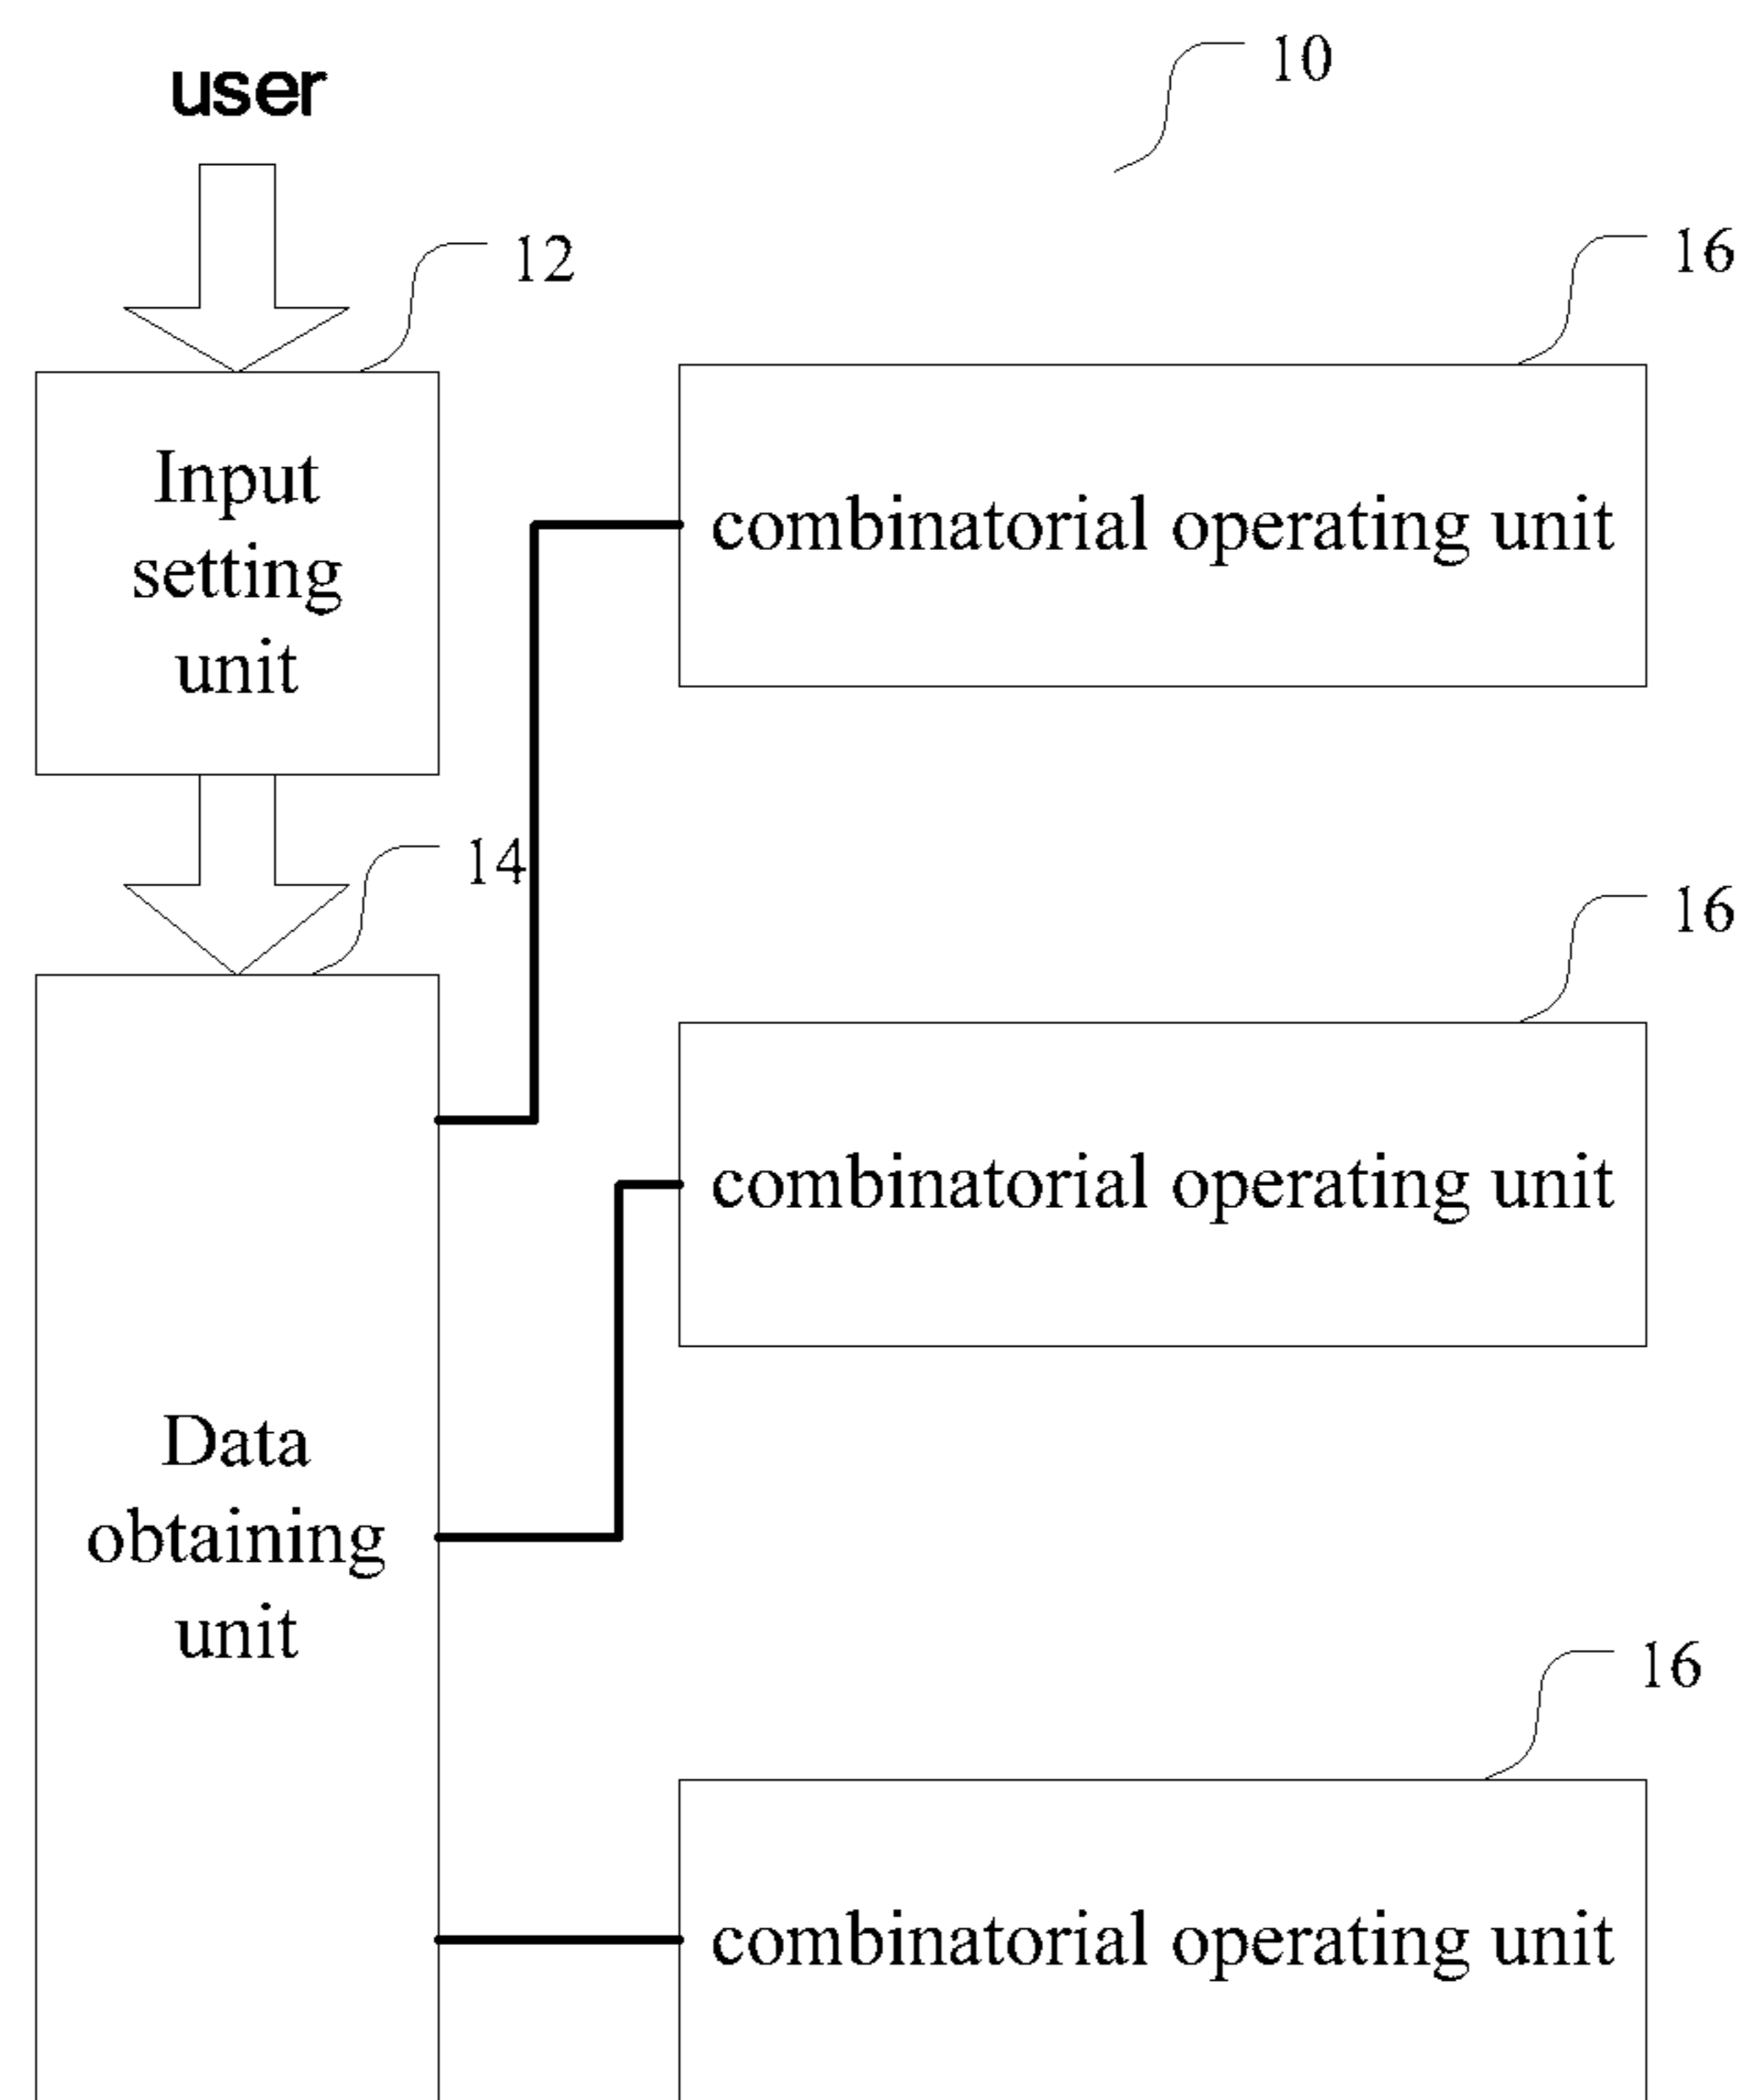 user
10
12
16
Input
setting
unit
combinatorial operating unit
14
16
combinatorial operating unit
Data
obtaining
unit
16
combinatorial operating unit